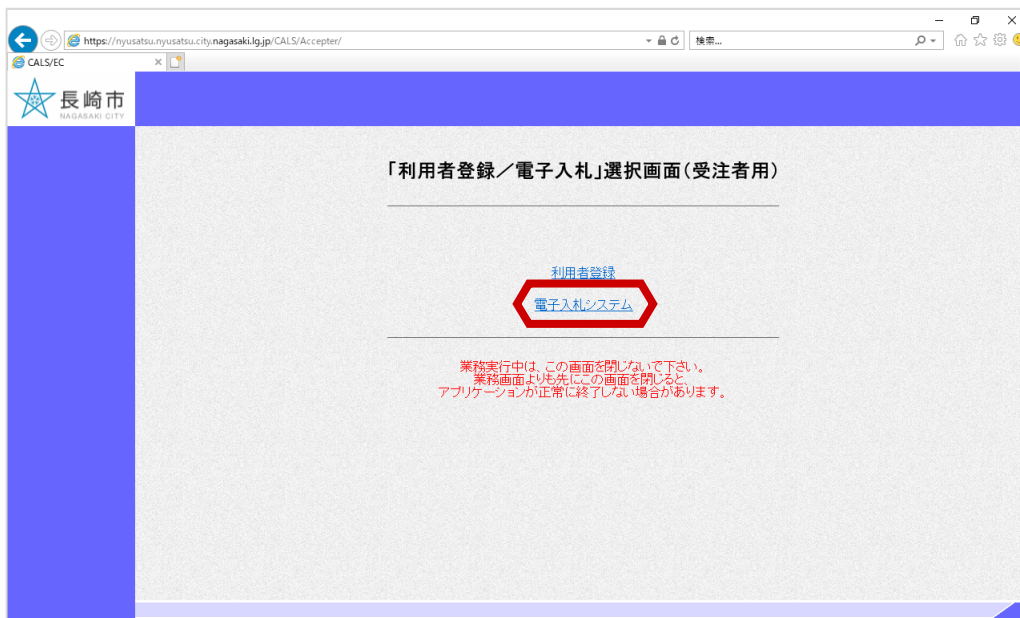 https://nyusatsu.nyusatsu.city.nagasaki.lg.jp/CALS/Accepter/
検索...
CALS/EC
長崎市
NAGASAKI CITY
「利用者登録／電子入札」選択画面（受注者用）
利用者登録
電子入札システム
業務実行中は、この画面を閉じないで下さい。
業務画面よりも先にこの画面を閉じると、
アプリケーションが正常に終了しない場合があります。